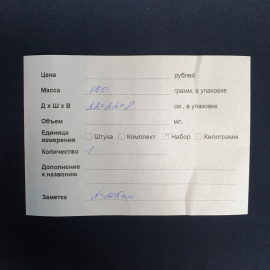 Цена рублей
Масса грамм, в упаковке
Д х Ш х В см., в упаковке
Объем мл.
Единица измерения Штука Комплект Набор Килограмм
Количество 1
Дополнение к названию
Заметка